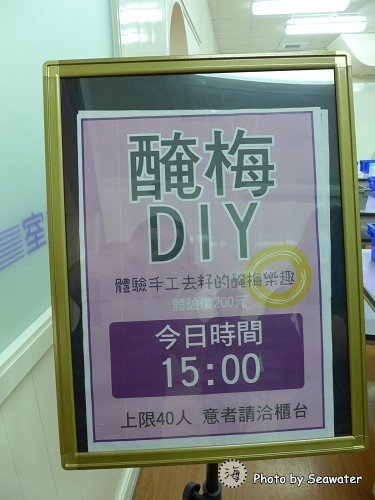 醃梅
DIY
體驗手工去籽的醃梅樂趣
體驗價200元
今日時間
15:00
上限40人 意者請洽櫃台
室
海 Photo by Seawater